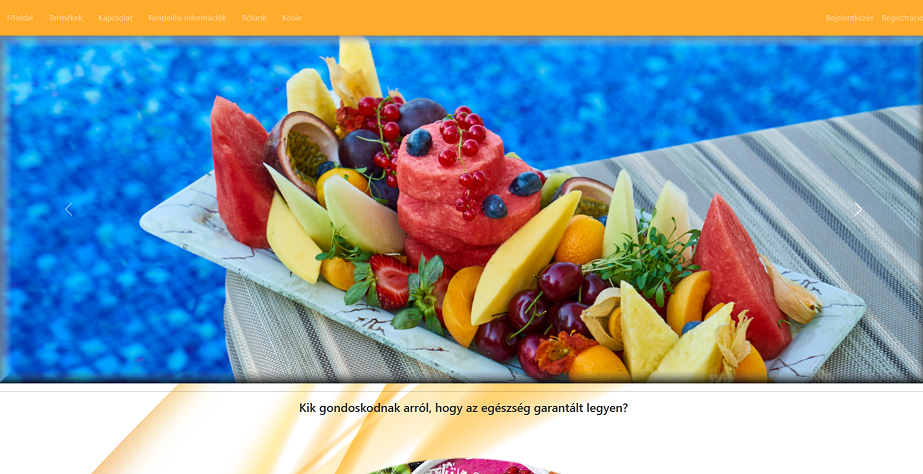 Főoldal Termékek Kapcsolat Rendelési információk Rólunk Kosár Bejelentkezés Regisztráció
Kik gondoskodnak arról, hogy az egészség garantált legyen?